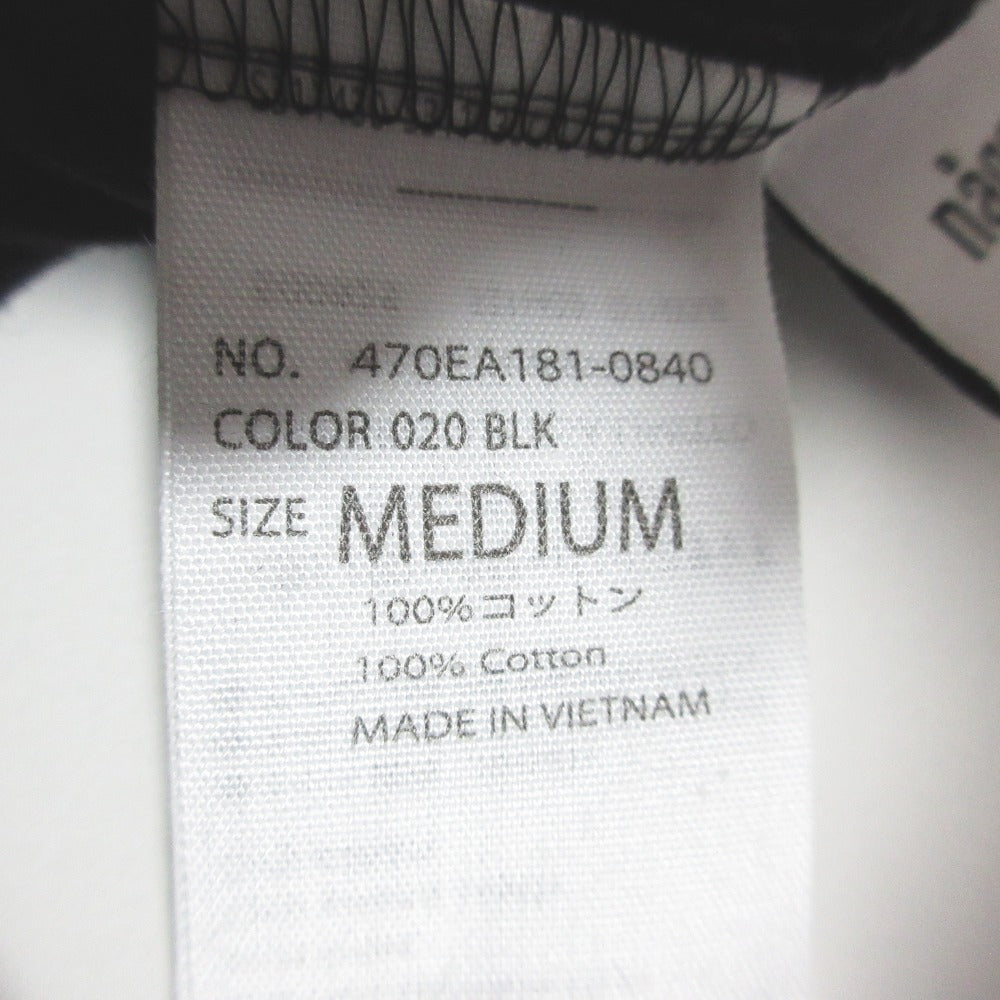 NO. 470EA181-0840
COLOR 020 BLK
SIZE MEDIUM
100%コットン
100% Cotton
MADE IN VIETNAM